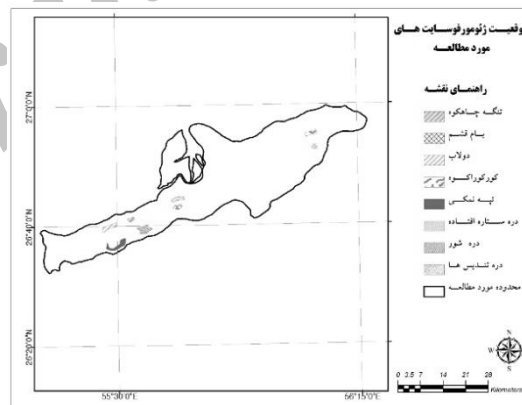 موقعیت ژئومورفوسایت های
مورد مطالعه
راهنمای نقشه
تنگه چاهکوه
بام قشم
دولاب
کورکوراکوه
لپه نمکی
دره ستاره افتاده
دره شور
دره تندیس ها
محدوده مورد مطالعه
27°0'0"N
26°40'0"N
26°20'0"N
55°30'0"E
56°15'0"E
N
W
E
S
0 3.5 7 14 21 28
Kilometers